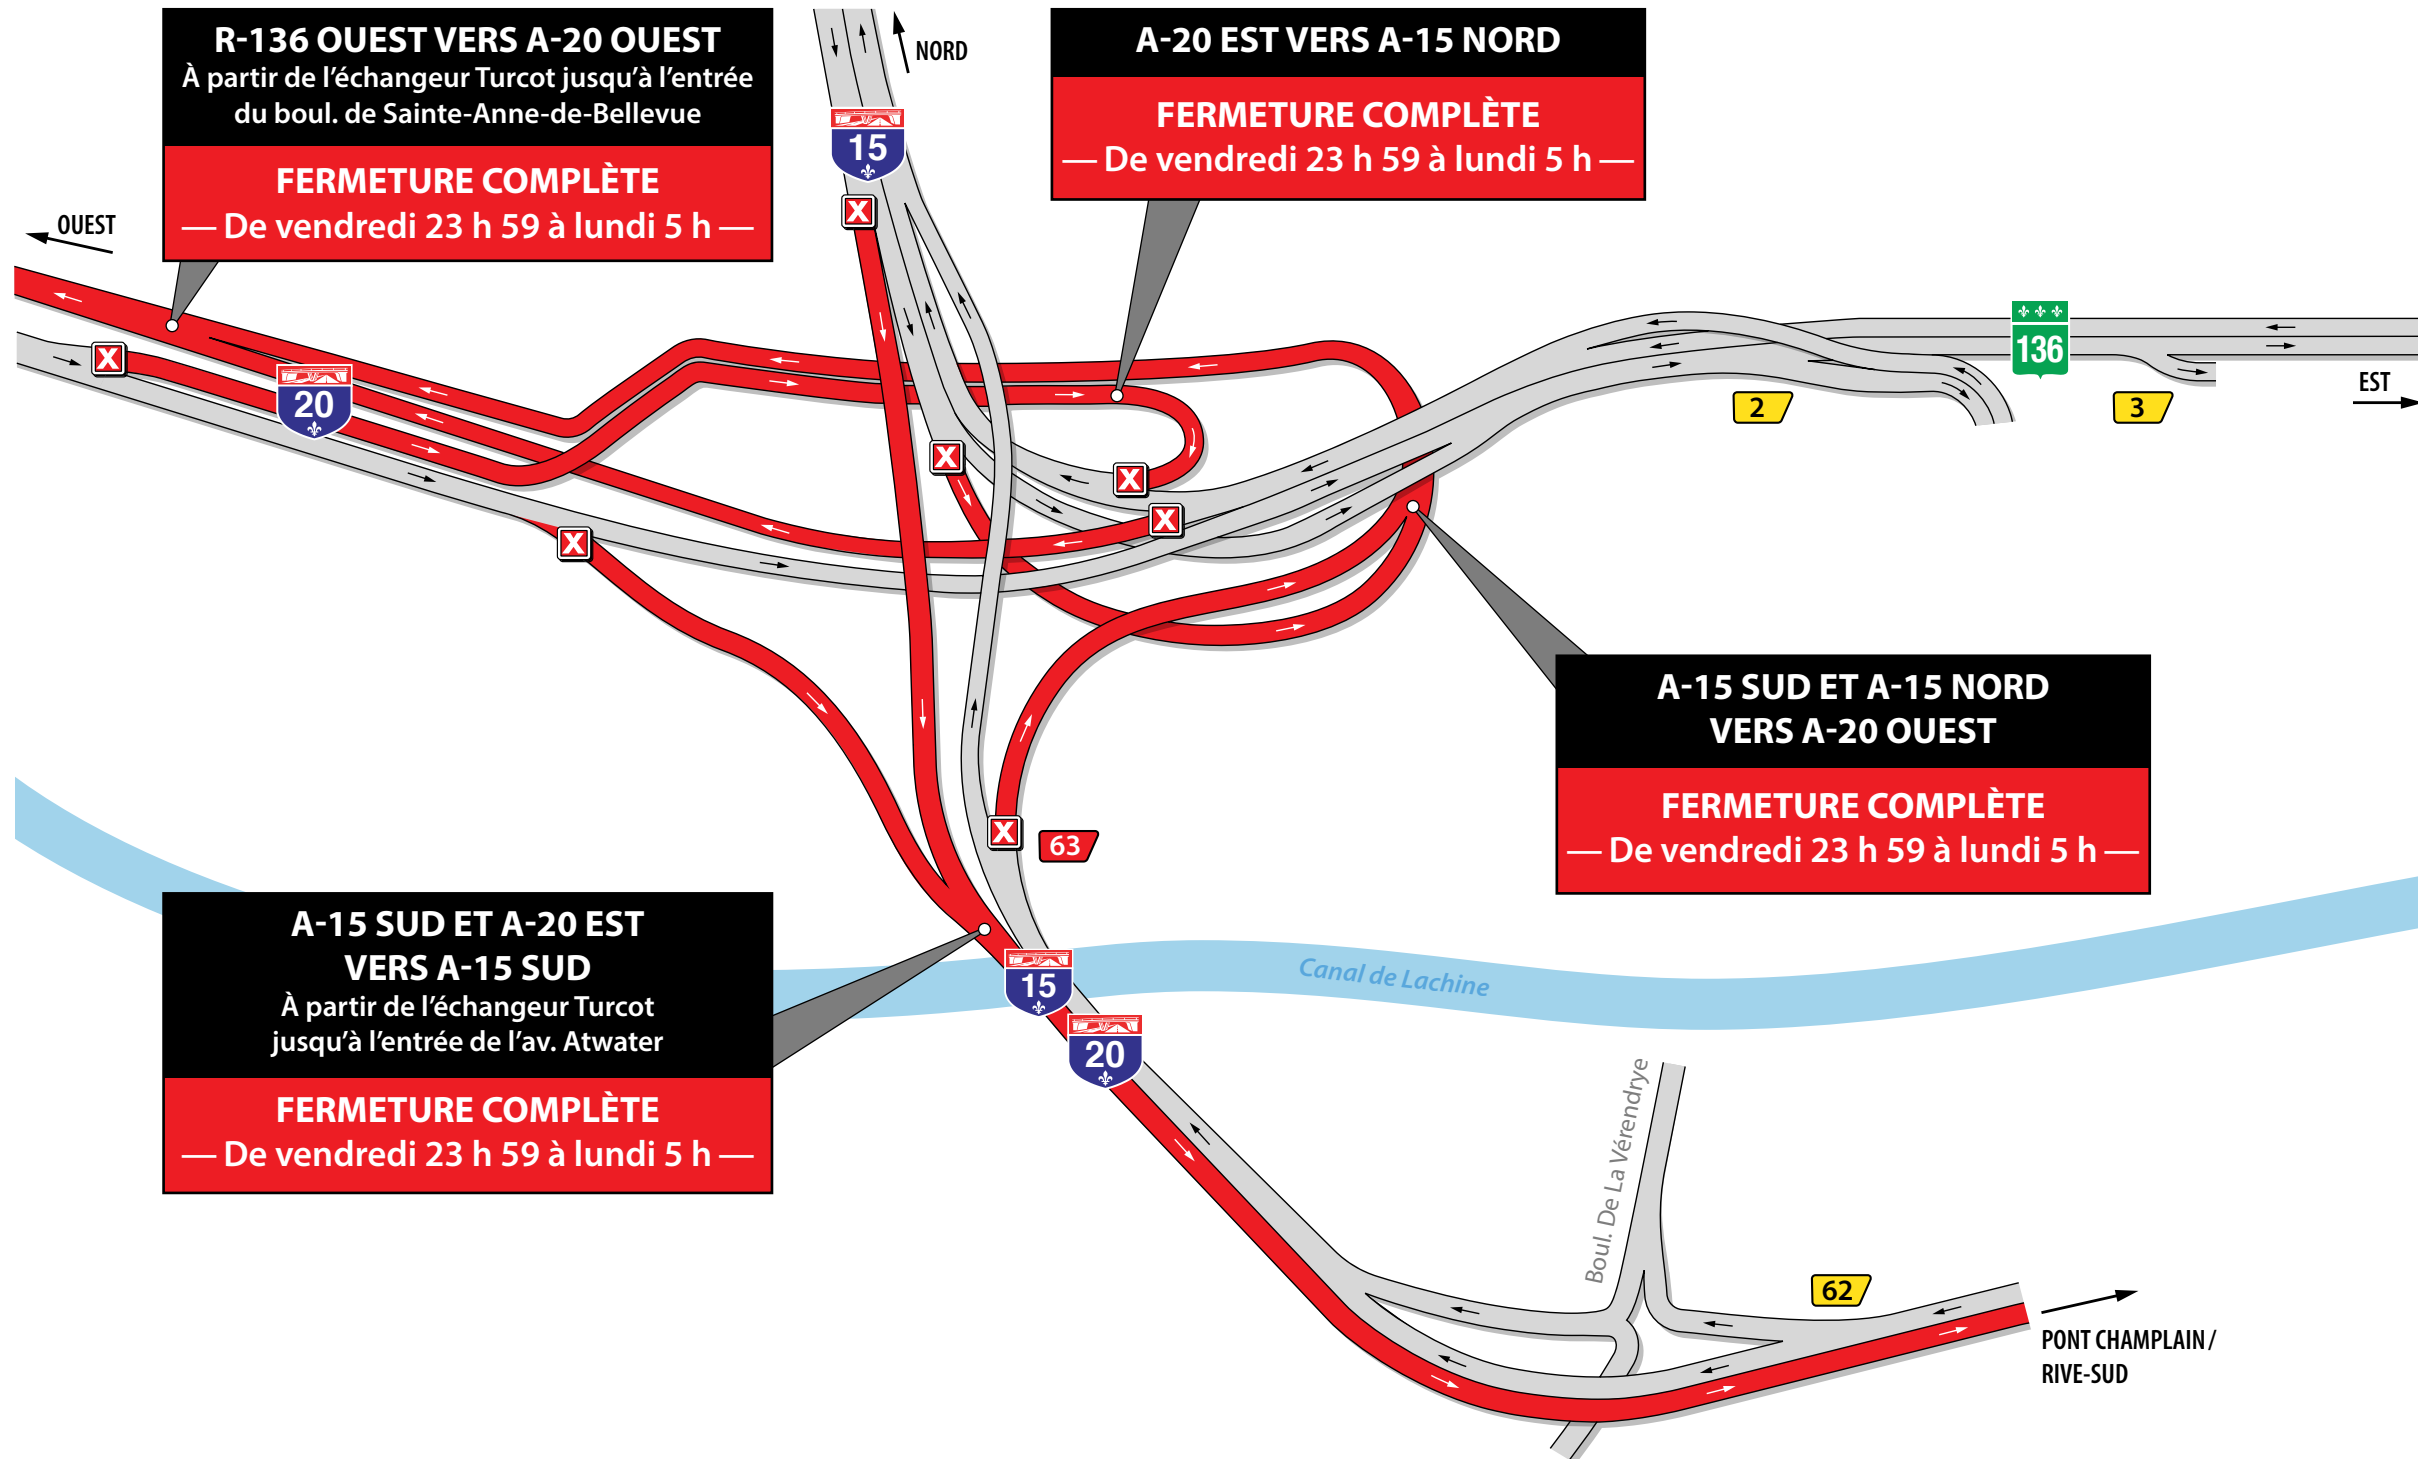 R-136 OUEST VERS A-20 OUEST
À partir de l'échangeur Turcot jusqu'à l'entrée
du boul. de Sainte-Anne-de-Bellevue
FERMETURE COMPLÈTE
— De vendredi 23 h 59 à lundi 5 h —
NORD
A-20 EST VERS A-15 NORD
FERMETURE COMPLÈTE
— De vendredi 23 h 59 à lundi 5 h —
15
X
OUEST
X
20
136
EST
2
3
X
X
X
X
A-15 SUD ET A-15 NORD
VERS A-20 OUEST
FERMETURE COMPLÈTE
— De vendredi 23 h 59 à lundi 5 h —
X
63
A-15 SUD ET A-20 EST
VERS A-15 SUD
À partir de l'échangeur Turcot
jusqu'à l'entrée de l'av. Atwater
FERMETURE COMPLÈTE
— De vendredi 23 h 59 à lundi 5 h —
Canal de Lachine
15
20
Boul. De La Vérendrye
62
PONT CHAMPLAIN /
RIVE-SUD